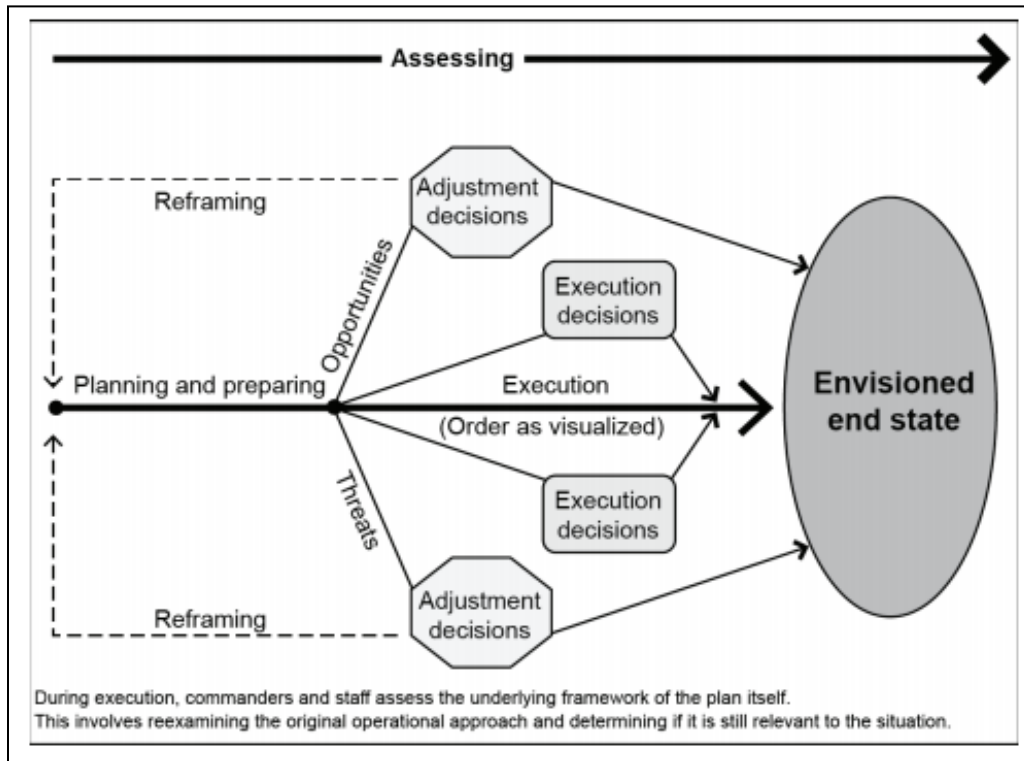 Assessing
Adjustment
decisions
Reframing
Opportunities
Execution
decisions
Planning and preparing
Execution
(Order as visualized)
Envisioned
end state
Threats
Execution
decisions
Adjustment
decisions
Reframing
During execution, commanders and staff assess the underlying framework of the plan itself.
This involves reexamining the original operational approach and determining if it is still relevant to the situation.